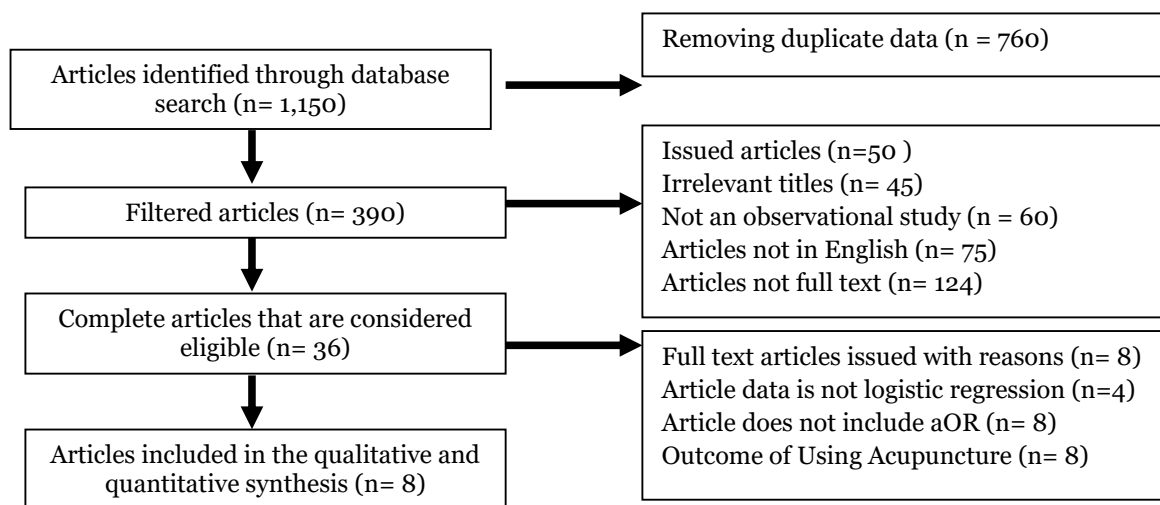 Removing duplicate data (n = 760)
Articles identified through database
search (n= 1,150)
Issued articles (n=50 )
Irrelevant titles (n= 45)
Not an observational study (n = 60)
Articles not in English (n= 75)
Articles not full text (n= 124)
Filtered articles (n= 390)
Complete articles that are considered
eligible (n= 36)
Full text articles issued with reasons (n= 8)
Article data is not logistic regression (n=4)
Article does not include aOR (n= 8)
Outcome of Using Acupuncture (n= 8)
Articles included in the qualitative and
quantitative synthesis (n= 8)